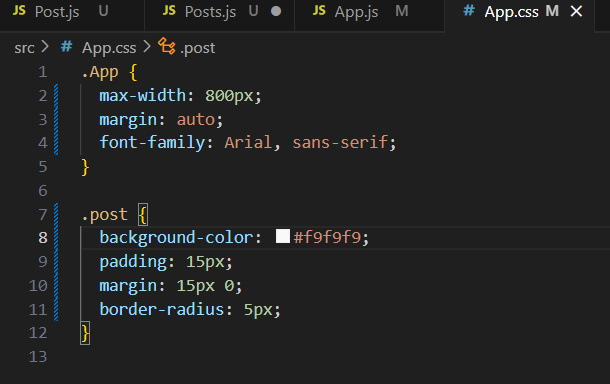 JS Post.js U JS Posts.js U JS App.js M # App.css M
src > # App.css > .post
1 .App {
2 max-width: 800px;
3 margin: auto;
4 font-family: Arial, sans-serif;
5 }
6
7 .post {
8 background-color: #f9f9f9;
9 padding: 15px;
10 margin: 15px 0;
11 border-radius: 5px;
12 }
13